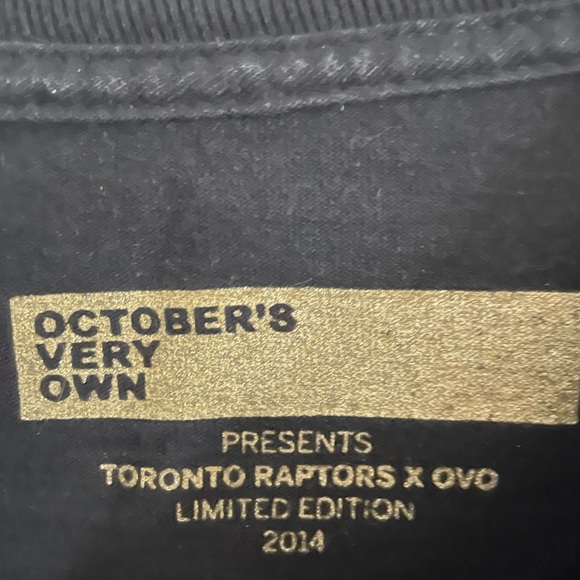 OCTOBER'S
VERY
OWN
PRESENTS
TORONTO RAPTORS X OVO
LIMITED EDITION
2014